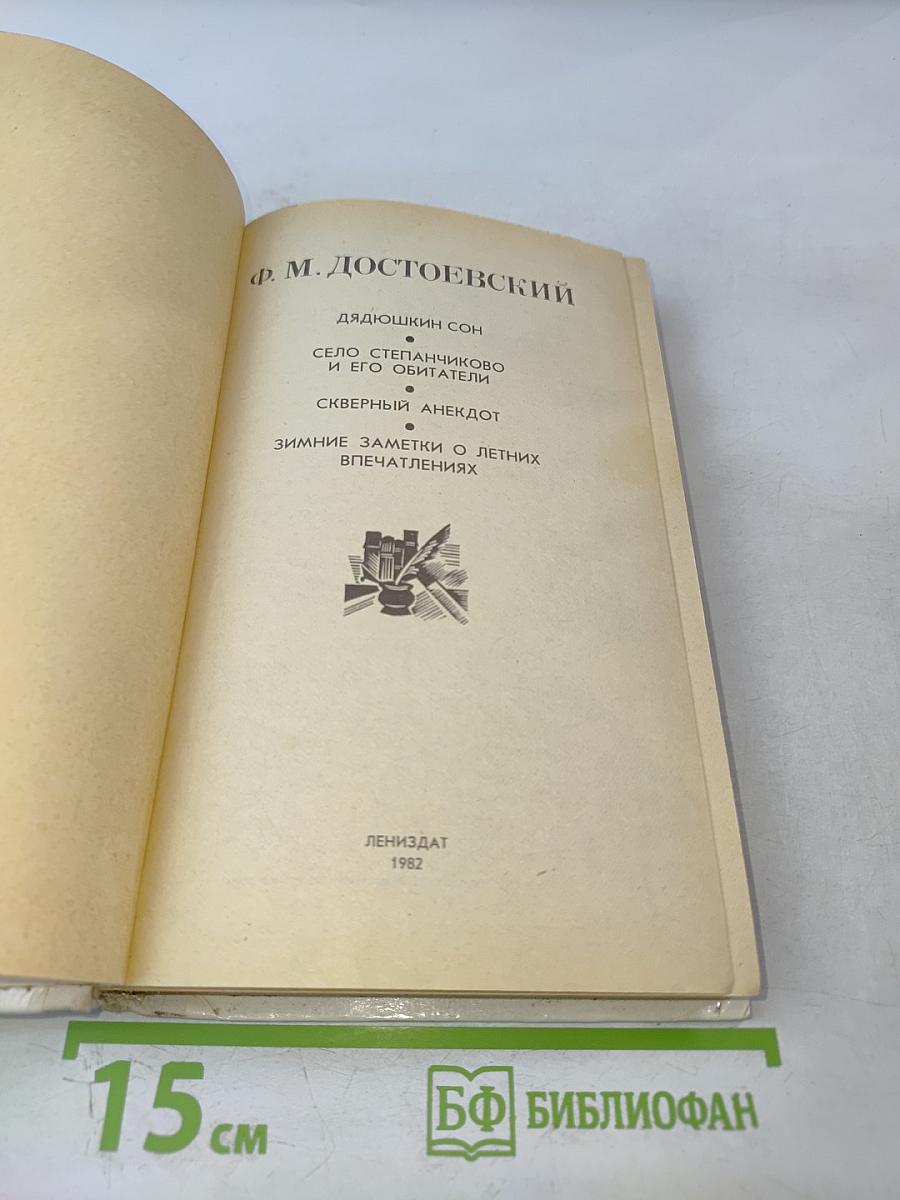 Ф. М. ДОСТОЕВСКИЙ
ДЯДЮШКИН СОН
•
СЕЛО СТЕПАНЧИКОВО
И ЕГО ОБИТАТЕЛИ
•
СКВЕРНЫЙ АНЕКДОТ
•
ЗИМНИЕ ЗАМЕТКИ О ЛЕТНИХ
ВПЕЧАТЛЕНИЯХ
ЛЕНИЗДАТ
1982
15 см
БФ БИБЛИОФАН